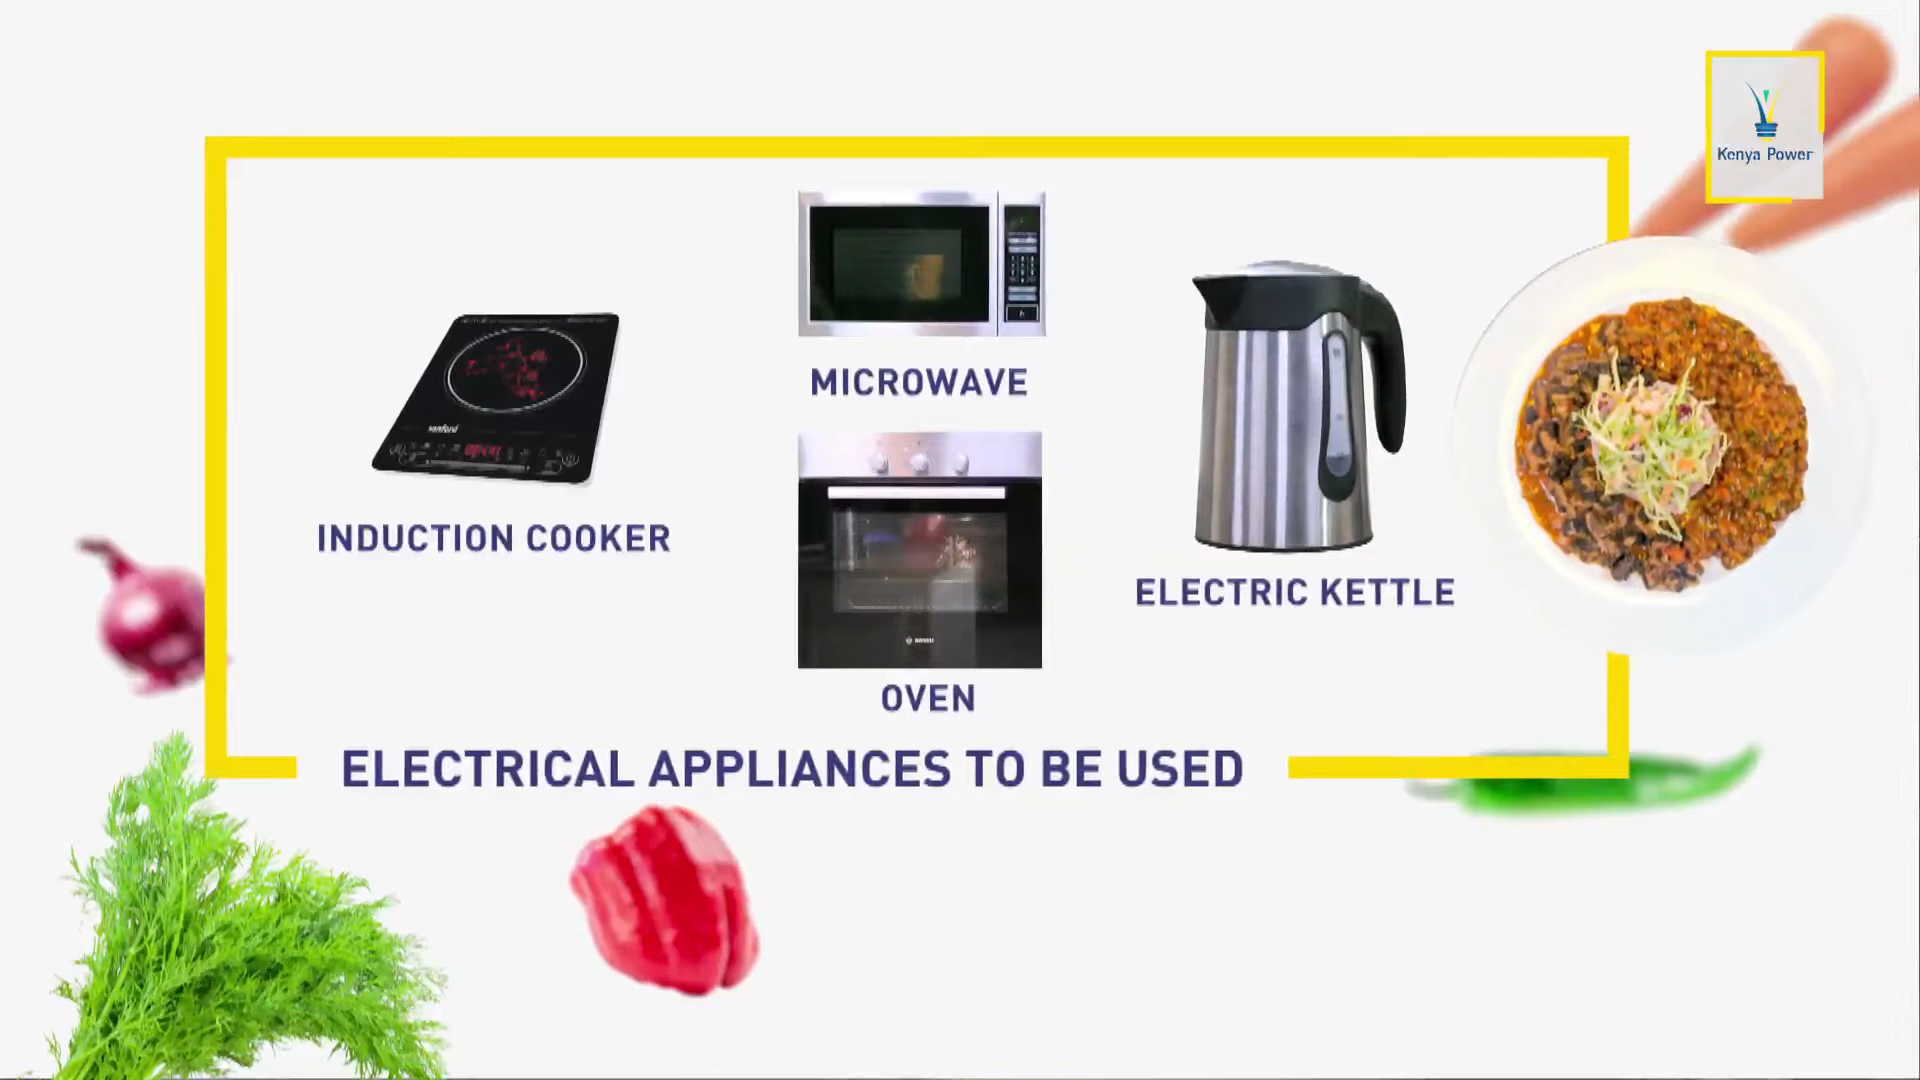 Kenya Power
MICROWAVE
INDUCTION COOKER
ELECTRIC KETTLE
OVEN
ELECTRICAL APPLIANCES TO BE USED